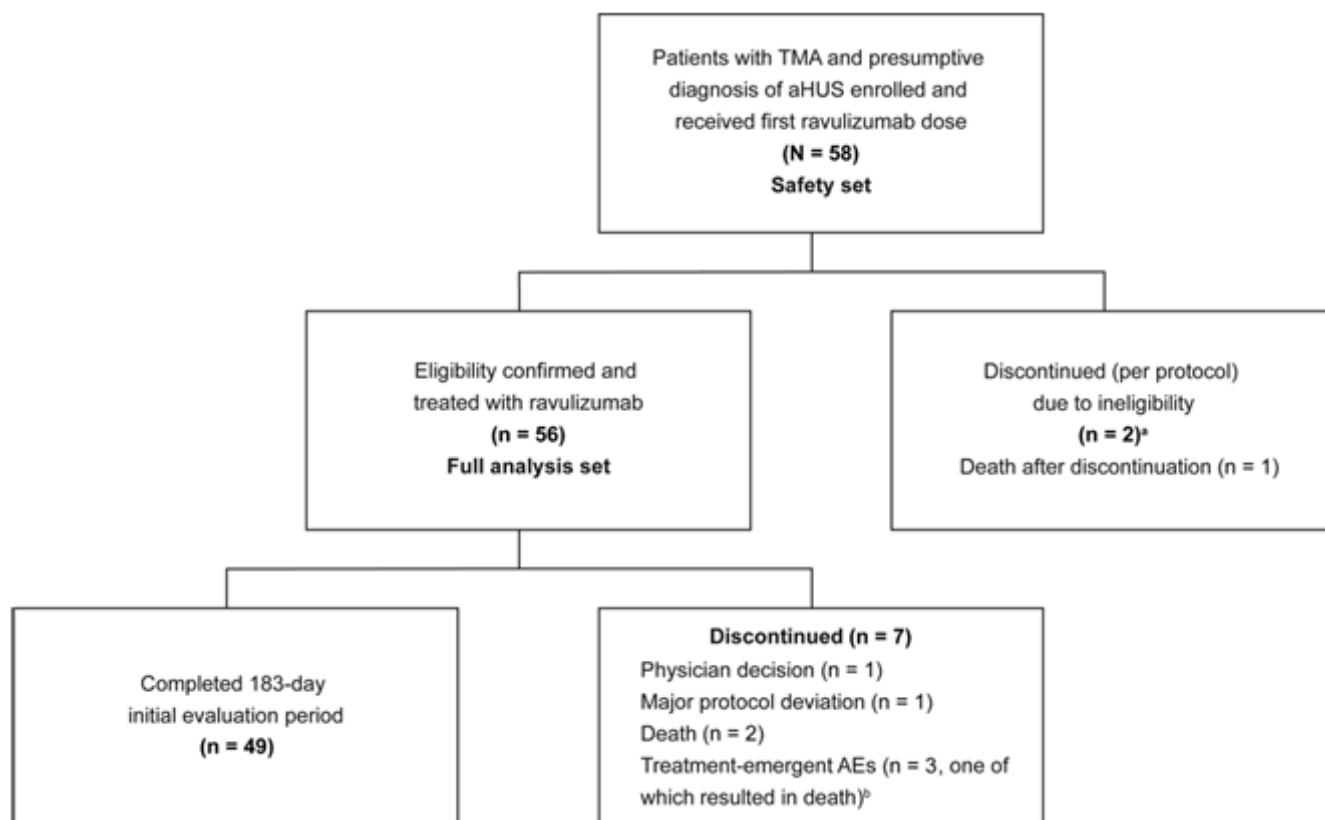 Patients with TMA and presumptive
diagnosis of aHUS enrolled and
received first ravulizumab dose
(N = 58)
Safety set
Eligibility confirmed and
treated with ravulizumab
(n = 56)
Full analysis set
Discontinued (per protocol)
due to ineligibility
(n = 2)ᵃ
Death after discontinuation (n = 1)
Completed 183-day
initial evaluation period
(n = 49)
Discontinued (n = 7)
Physician decision (n = 1)
Major protocol deviation (n = 1)
Death (n = 2)
Treatment-emergent AEs (n = 3, one of
which resulted in death)ᵇ